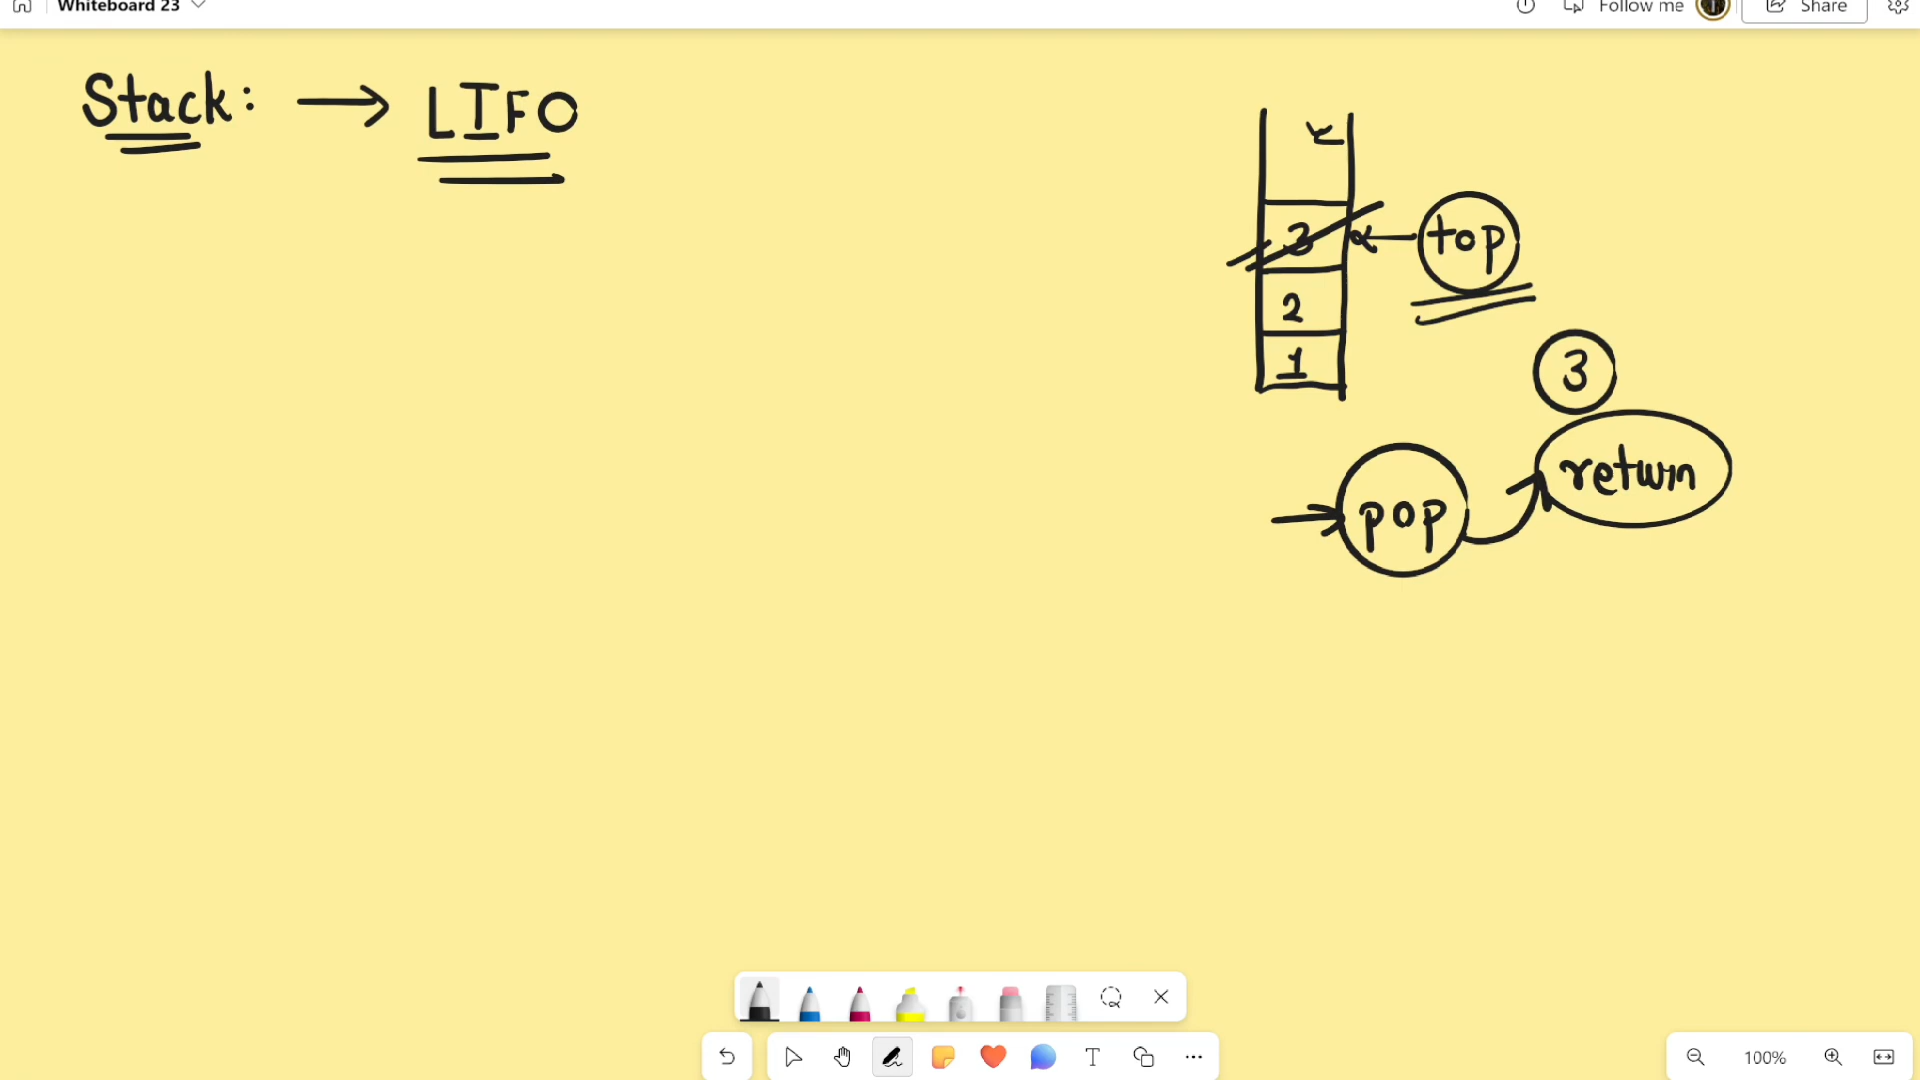 Whiteboard 23
Follow me
Share
Stack: → LIFO
3
top
2
1
3
return
pop
T
100%